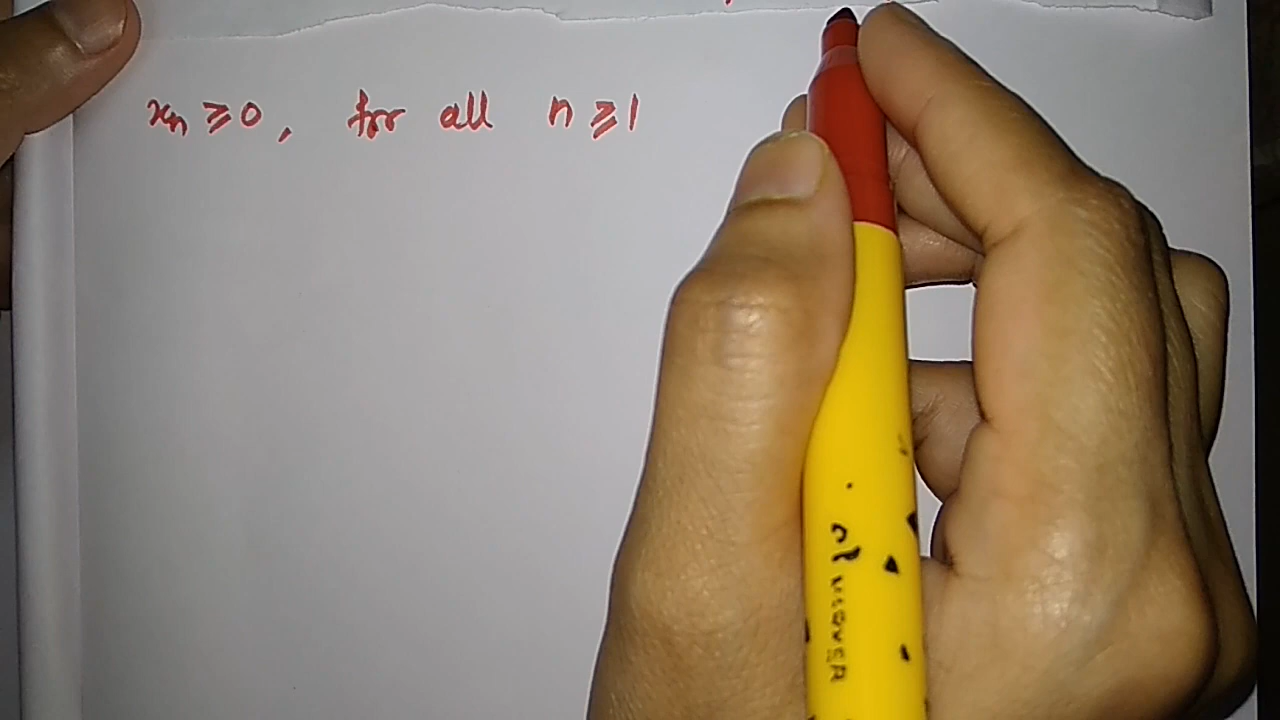 xₙ ≥ 0, for all n ≥ 1